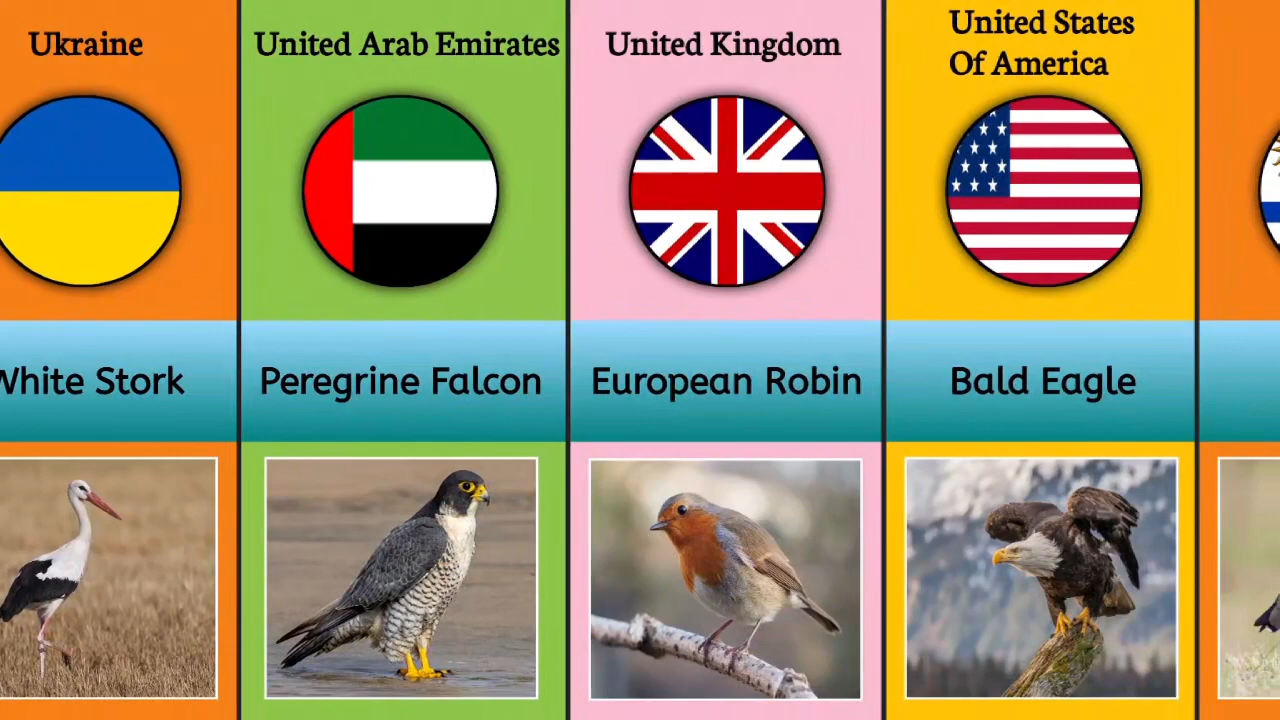 Ukraine
United Arab Emirates
United Kingdom
United States
Of America
White Stork
Peregrine Falcon
European Robin
Bald Eagle